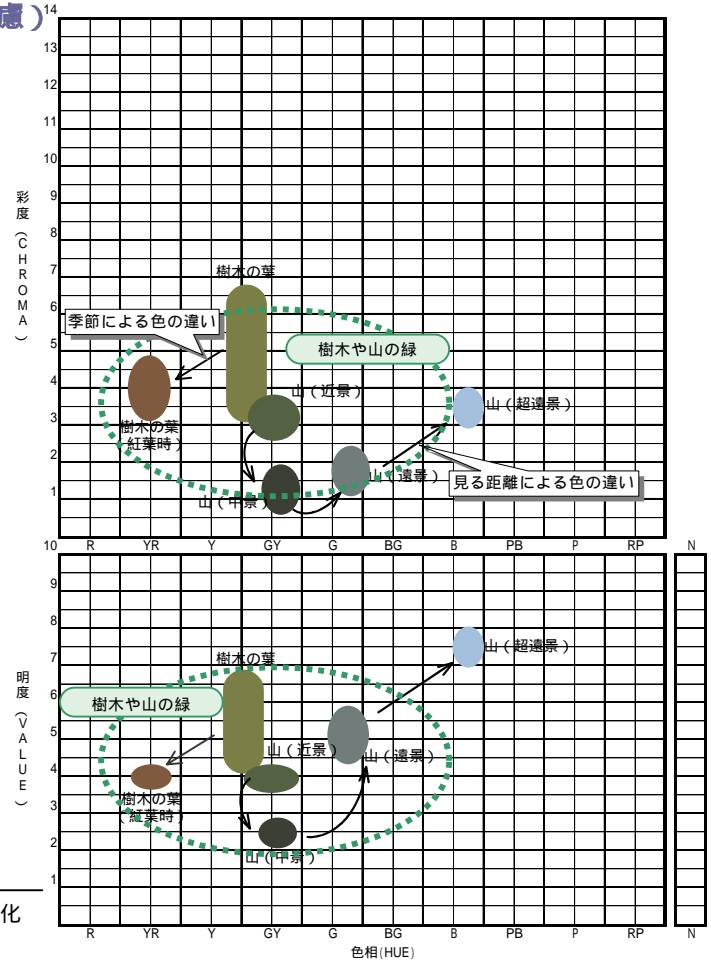 慮)
14
13
12
11
10
9
8
7
6
5
4
3
2
1
彩度(CHROMA)
樹木の葉
季節による色の違い
樹木や山の緑
山(近景)
山(超遠景)
樹木の葉
(紅葉時)
山(遠景)
山(中景)
見る距離による色の違い
R YR Y GY G BG B PB P RP N
10
9
8
7
6
5
4
3
2
1
明度(VALUE)
樹木の葉
山(超遠景)
樹木や山の緑
山(近景)
山(遠景)
樹木の葉
(紅葉時)
山(中景)
化
R YR Y GY G BG B PB P RP N
色相(HUE)